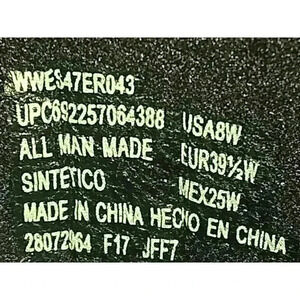 WWES47ER043
UPC692257064388 USA8W
ALL MAN MADE EUR39½W
SINTETICO MEX25W
MADE IN CHINA HECHO EN CHINA
28072964 F17 JFF7